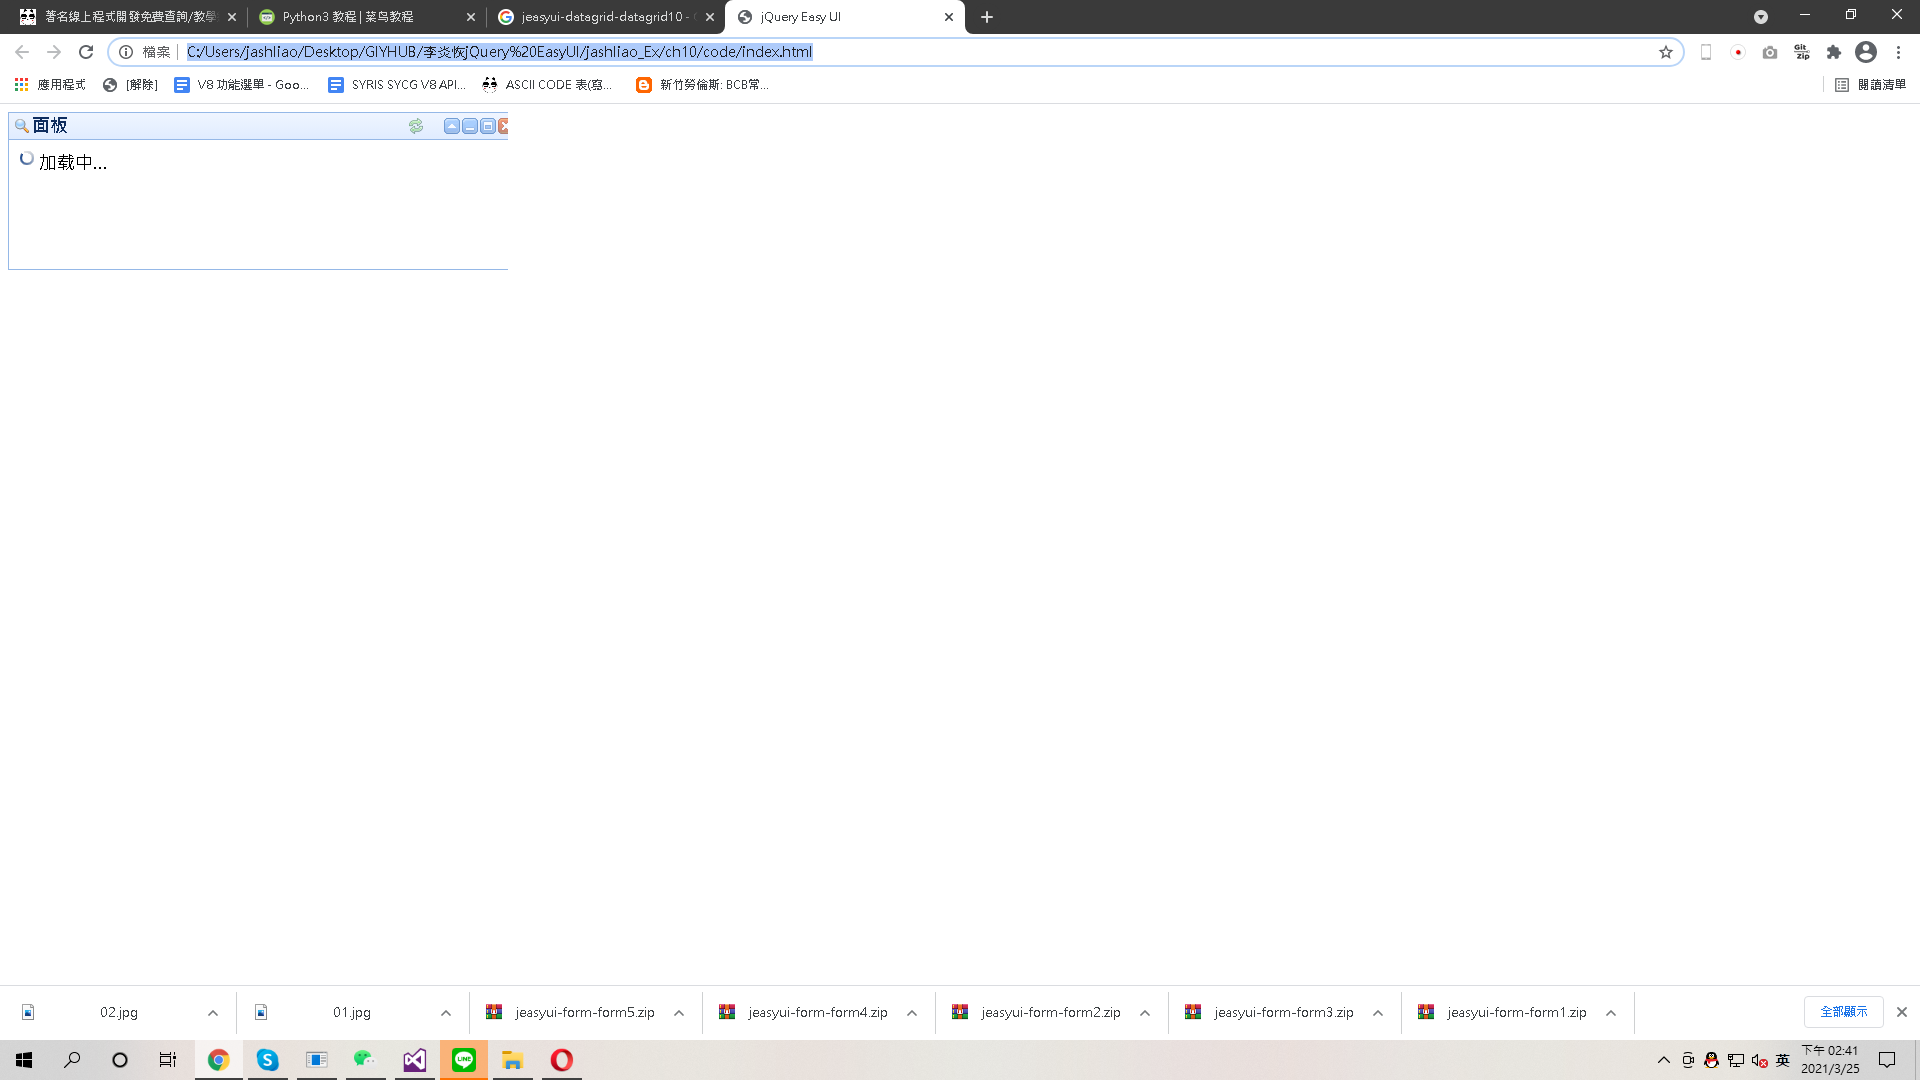 著名線上程式開發免費查詢/教學
Python3 教程 | 菜鸟教程
jeasyui-datagrid-datagrid10 -
jQuery Easy UI
檔案
C:/Users/jashliao/Desktop/GIYHUB/李炎恢jQuery%20EasyUI/jashliao_Ex/ch10/code/index.html
Git
Zip
應用程式
[解除]
V8 功能選單 - Goo...
SYRIS SYCG V8 API...
ASCII CODE 表(寫...
新竹勞倫斯: BCB常...
閱讀清單
面板
加载中...
02.jpg
01.jpg
jeasyui-form-form5.zip
jeasyui-form-form4.zip
jeasyui-form-form2.zip
jeasyui-form-form3.zip
jeasyui-form-form1.zip
全部顯示
英
下午 02:41
2021/3/25